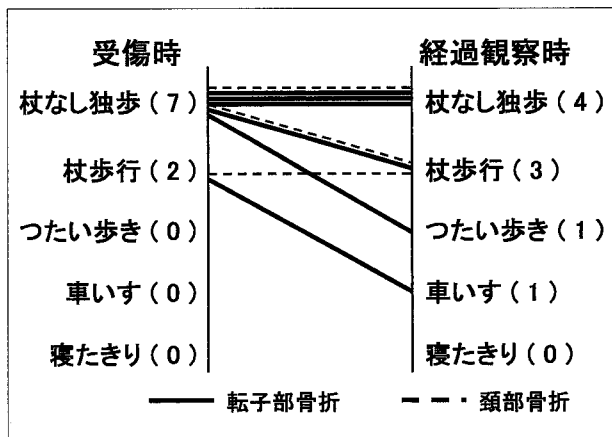 受傷時 経過観察時
杖なし独歩(7) 杖なし独歩(4)
杖歩行(2) 杖歩行(3)
つたい歩き(0) つたい歩き(1)
車いす(0) 車いす(1)
寝たきり(0) 寝たきり(0)
転子部骨折 頚部骨折